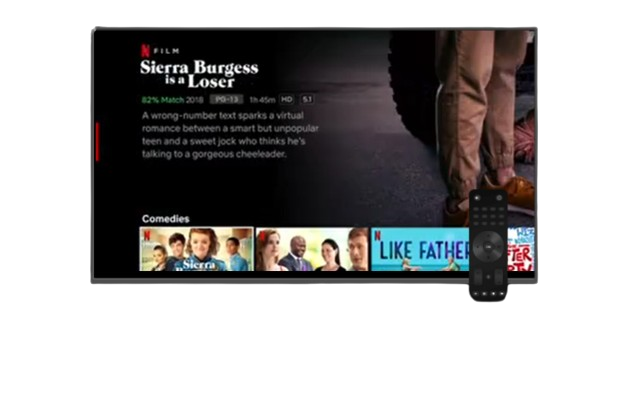 N FILM
Sierra Burgess
is a Loser
82% Match 2018 PG-13 1h 45m HD 5.1
A wrong-number text sparks a virtual
romance between a smart but unpopular
teen and a sweet jock who thinks he's
talking to a gorgeous cheeleader.
Comedies
N
Sierra
N
LIKE FATHER